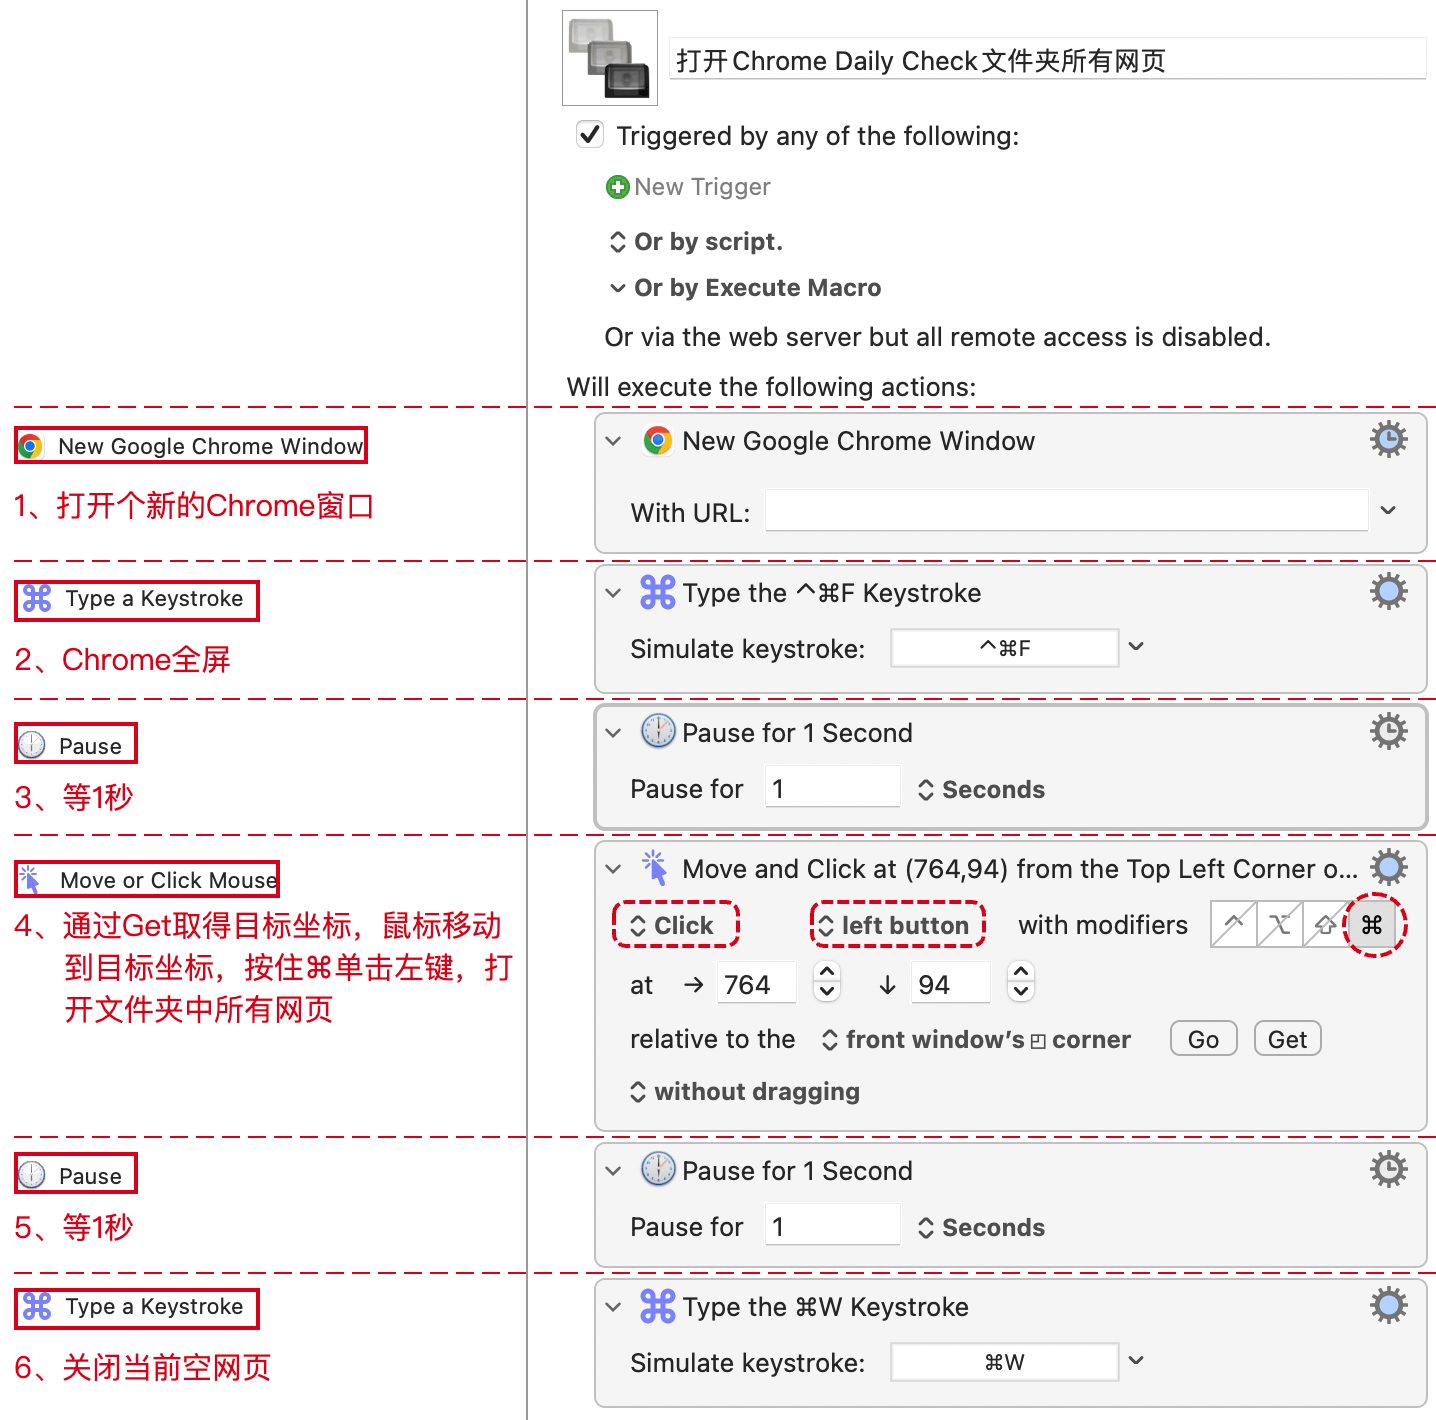 打开Chrome Daily Check文件夹所有网页
Triggered by any of the following:
New Trigger
Or by script.
Or by Execute Macro
Or via the web server but all remote access is disabled.
Will execute the following actions:
New Google Chrome Window
1、打开个新的Chrome窗口
New Google Chrome Window
With URL:
Type a Keystroke
2、Chrome全屏
Type the ^⌘F Keystroke
Simulate keystroke: ^⌘F
Pause
3、等1秒
Pause for 1 Second
Pause for 1 Seconds
Move or Click Mouse
4、通过Get取得目标坐标，鼠标移动
到目标坐标，按住⌘单击左键，打
开文件夹中所有网页
Move and Click at (764,94) from the Top Left Corner o...
Click left button with modifiers ^ ⌥ ⇧ ⌘
at → 764 ↓ 94
relative to the front window’s ◰ corner Go Get
without dragging
Pause
5、等1秒
Pause for 1 Second
Pause for 1 Seconds
Type a Keystroke
6、关闭当前空网页
Type the ⌘W Keystroke
Simulate keystroke: ⌘W